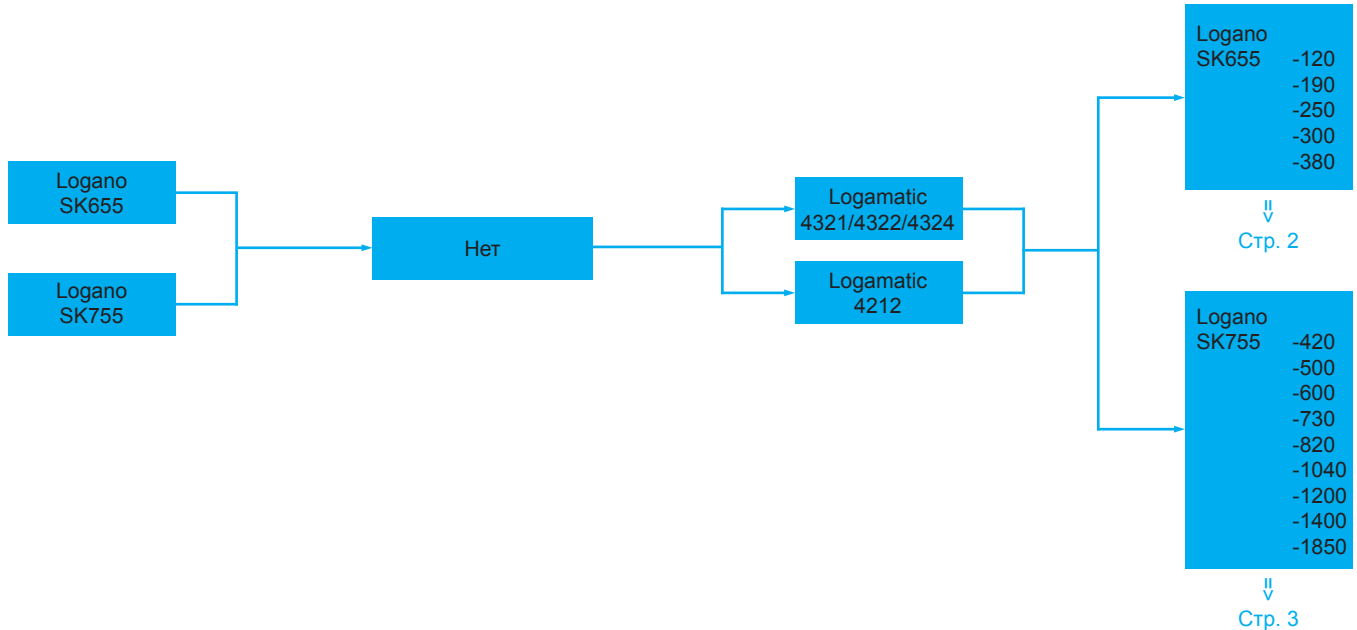 Logano
SK655
Logano
SK755
Нет
Logamatic
4321/4322/4324
Logamatic
4212
Logano
SK655 -120
-190
-250
-300
-380
=>
Стр. 2
Logano
SK755 -420
-500
-600
-730
-820
-1040
-1200
-1400
-1850
=>
Стр. 3